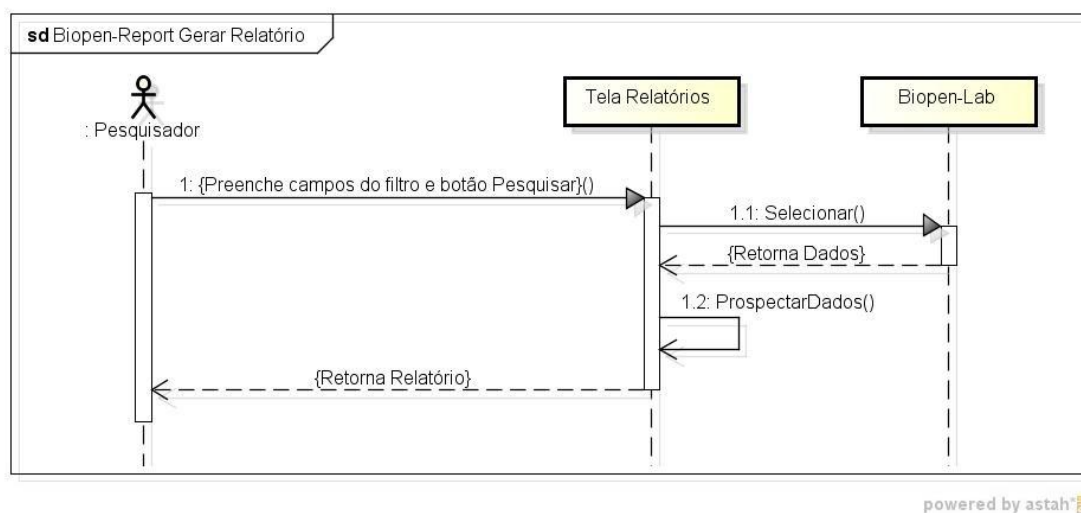 sd Biopen-Report Gerar Relatório
: Pesquisador
Tela Relatórios
Biopen-Lab
1: {Preenche campos do filtro e botão Pesquisar}()
1.1: Selecionar()
{Retorna Dados}
1.2: ProspectarDados()
{Retorna Relatório}
powered by astah*